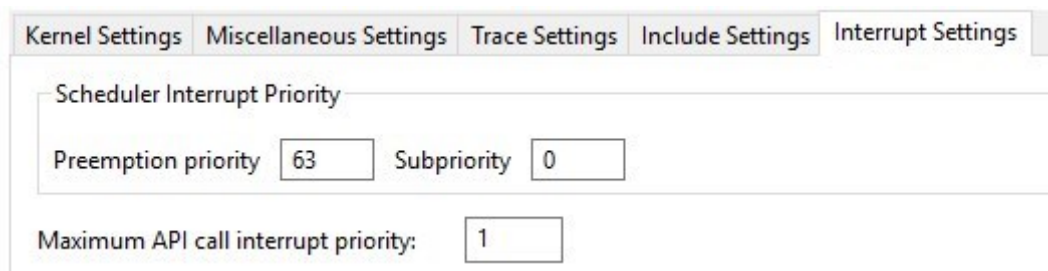 Kernel Settings Miscellaneous Settings Trace Settings Include Settings Interrupt Settings
Scheduler Interrupt Priority
Preemption priority 63 Subpriority 0
Maximum API call interrupt priority: 1